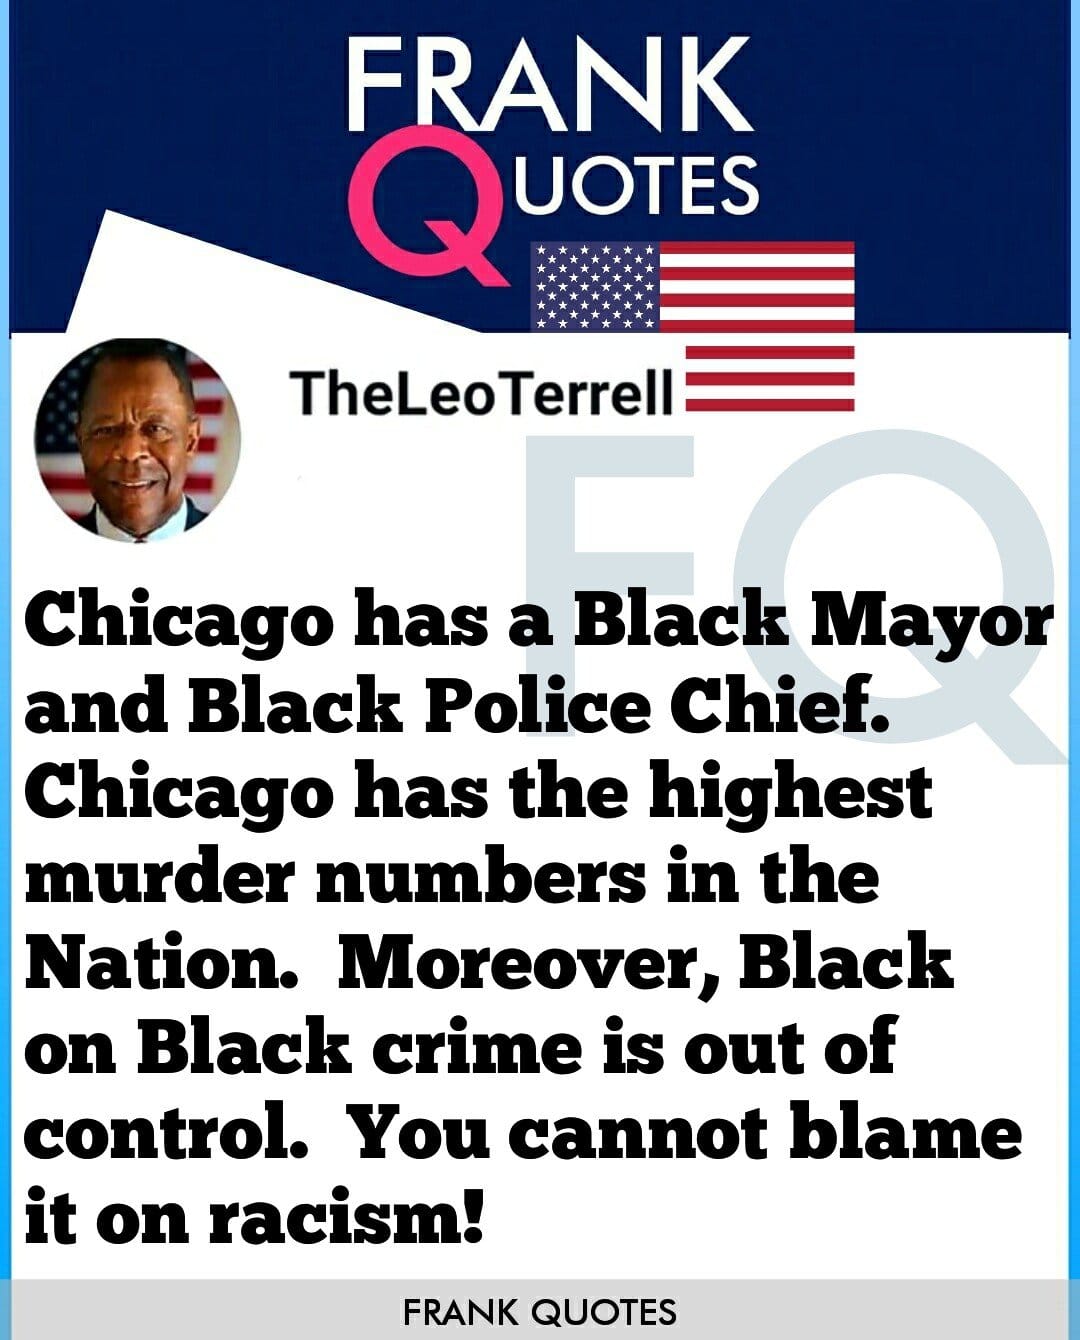 FRANK
QUOTES
TheLeoTerrell
FQ
Chicago has a Black Mayor
and Black Police Chief.
Chicago has the highest
murder numbers in the
Nation.  Moreover, Black
on Black crime is out of
control.  You cannot blame
it on racism!
FRANK QUOTES